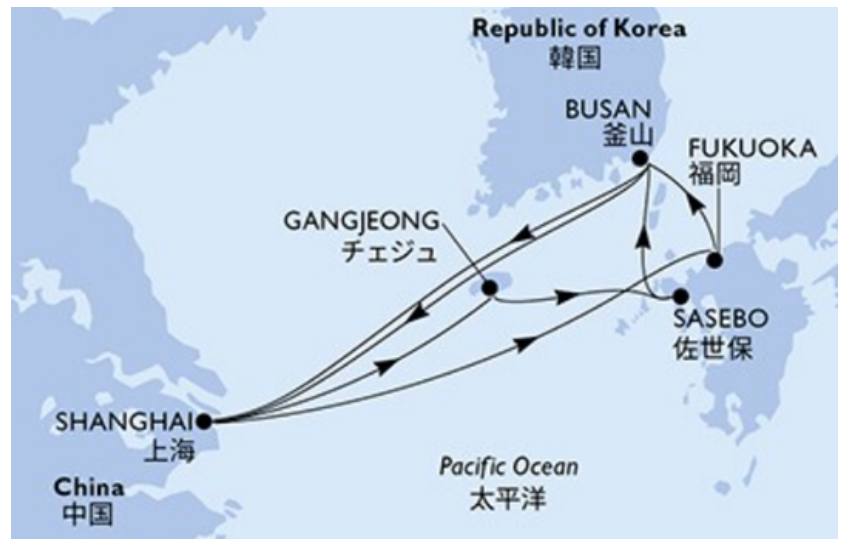 Republic of Korea
韓国
BUSAN
釜山
FUKUOKA
福岡
GANGJEONG
チェジュ
SASEBO
佐世保
SHANGHAI
上海
Pacific Ocean
太平洋
China
中国